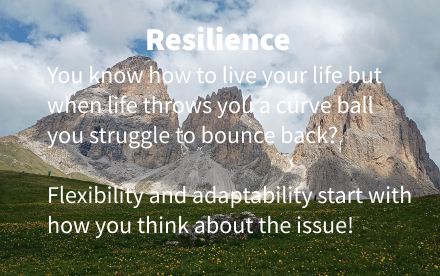 Resilience
You know how to live your life but
when life throws you a curve ball
you struggle to bounce back?
Flexibility and adaptability start with
how you think about the issue!